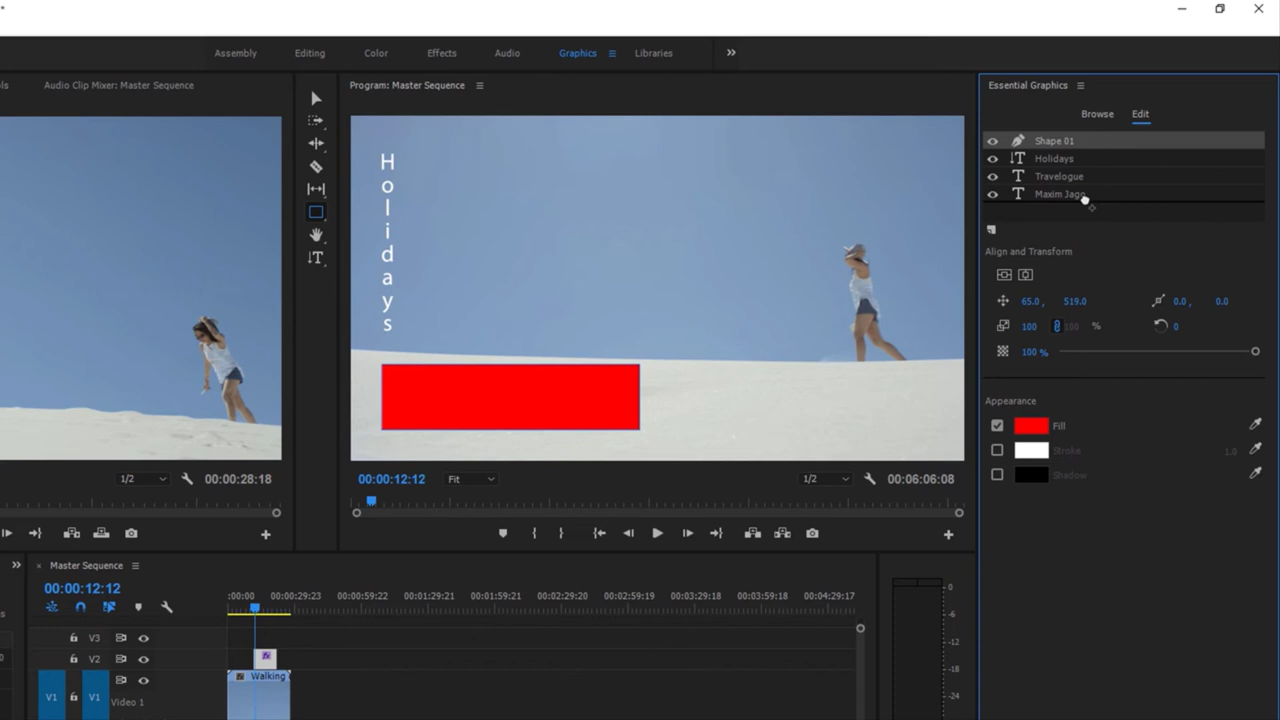 Assembly Editing Color Effects Audio Graphics Libraries
ols Audio Clip Mixer: Master Sequence Program: Master Sequence Essential Graphics
Browse Edit
Shape 01
Holidays
Travelogue
Maxim Jago
Align and Transform
65.0 , 519.0 0.0 , 0.0
100 100 % 0
100 %
Appearance
Fill
Stroke 1.0
Shadow
Holidays
1/2 00:00:28:18 00:00:12:12 Fit 1/2 00:06:06:08
Master Sequence
00:00:12:12
:00:00 00:00:29:23 00:00:59:22 00:01:29:21 00:01:59:21 00:02:29:20 00:02:59:19 00:03:29:18 00:03:59:18 00:04:29:17
V3
V2
V1 V1 Video 1
Walking
0
-6
-12
-18
-24